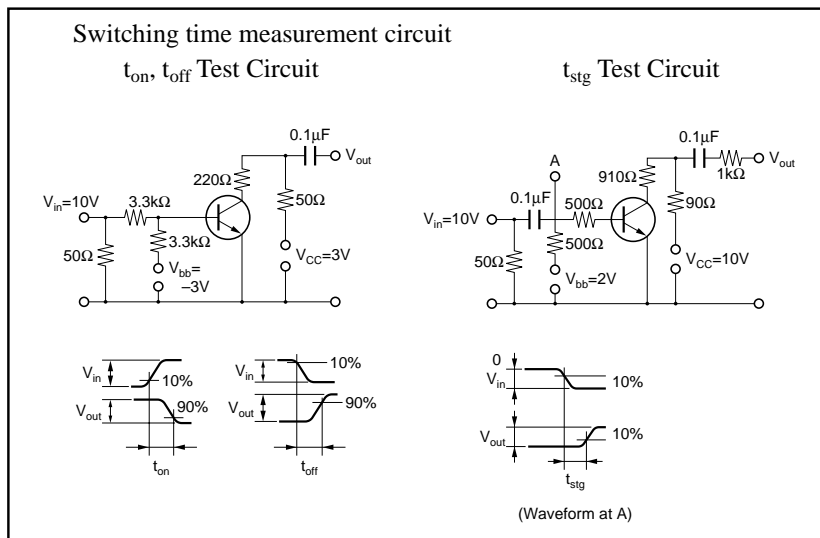 Switching time measurement circuit
t_on, t_off Test Circuit
t_stg Test Circuit
0.1μF
V_out
220Ω
50Ω
V_in=10V
3.3kΩ
3.3kΩ
50Ω
V_bb=
–3V
V_CC=3V
0.1μF
V_out
1kΩ
A
910Ω
90Ω
0.1μF
500Ω
V_in=10V
500Ω
50Ω
V_bb=2V
V_CC=10V
V_in
10%
V_out
90%
t_on
V_in
10%
V_out
90%
t_off
0
V_in
10%
V_out
10%
t_stg
(Waveform at A)